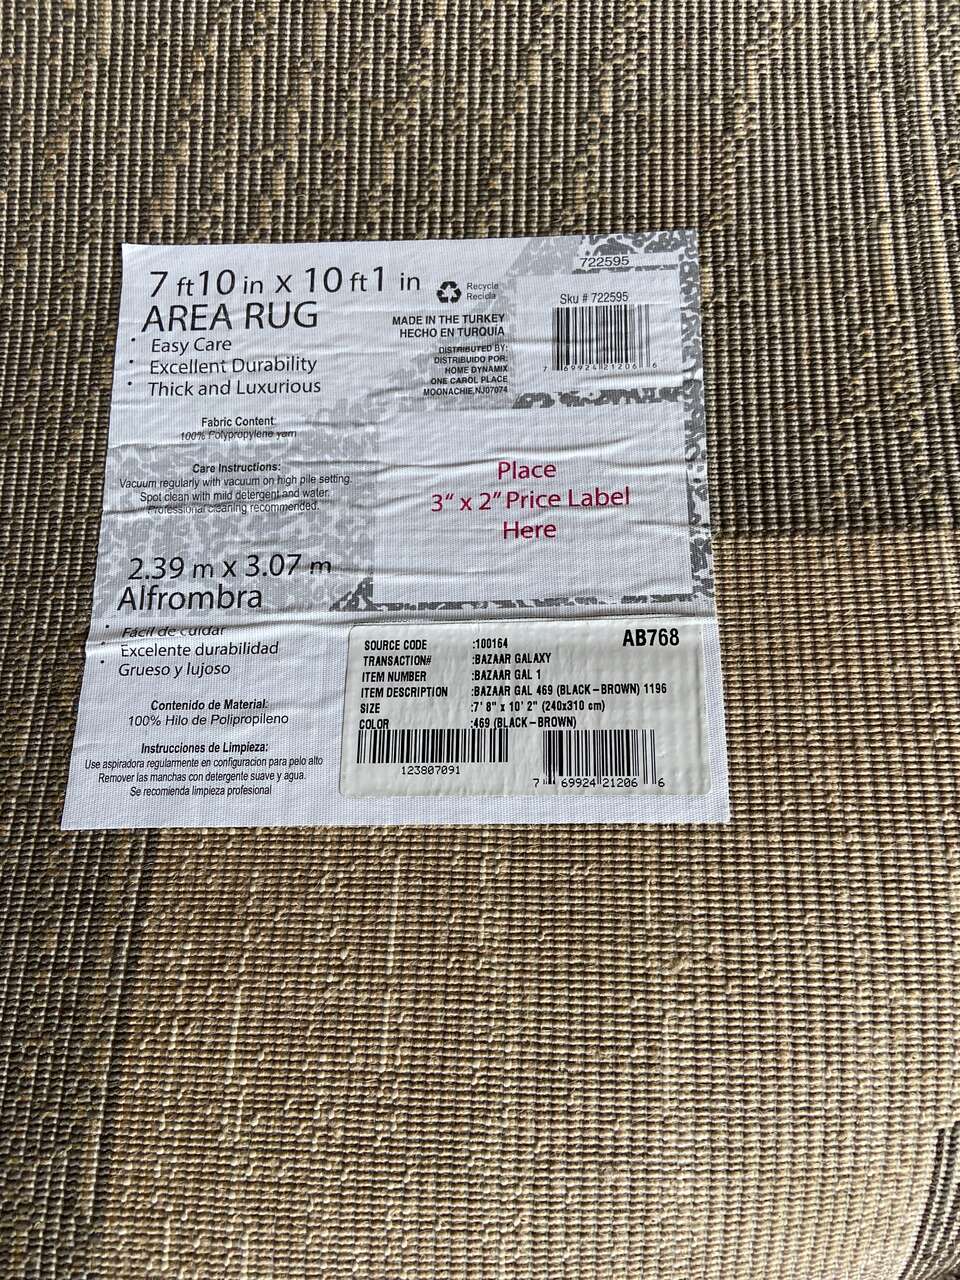 7 ft 10 in x 10 ft 1 in
AREA RUG
• Easy Care
• Excellent Durability
• Thick and Luxurious
Fabric Content:
100% Polypropylene yarn
Care Instructions:
Vacuum regularly with vacuum on high pile setting.
Spot clean with mild detergent and water.
Professional cleaning recommended.
Recycle
Recicla
MADE IN THE TURKEY
HECHO EN TURQUIA
DISTRIBUTED BY:
DISTRIBUIDO POR:
HOME DYNAMIX
ONE CAROL PLACE
MOONACHIE,NJ07074
722595
Sku # 722595
7 69924 21206 6
Place
3" x 2" Price Label
Here
2.39 m x 3.07 m
Alfrombra
• Fácil de cuidar
• Excelente durabilidad
• Grueso y lujoso
Contenido de Material:
100% Hilo de Polipropileno
Instrucciones de Limpieza:
Use aspiradora regularmente en configuracion para pelo alto
Remover las manchas con detergente suave y agua.
Se recomienda limpieza profesional
AB768
SOURCE CODE :100164
TRANSACTION# :BAZAAR GALAXY
ITEM NUMBER :BAZAAR GAL 1
ITEM DESCRIPTION :BAZAAR GAL 469 (BLACK-BROWN) 1196
SIZE :7' 8" x 10' 2" (240x310 cm)
COLOR :469 (BLACK-BROWN)
123807091
7 69924 21206 6